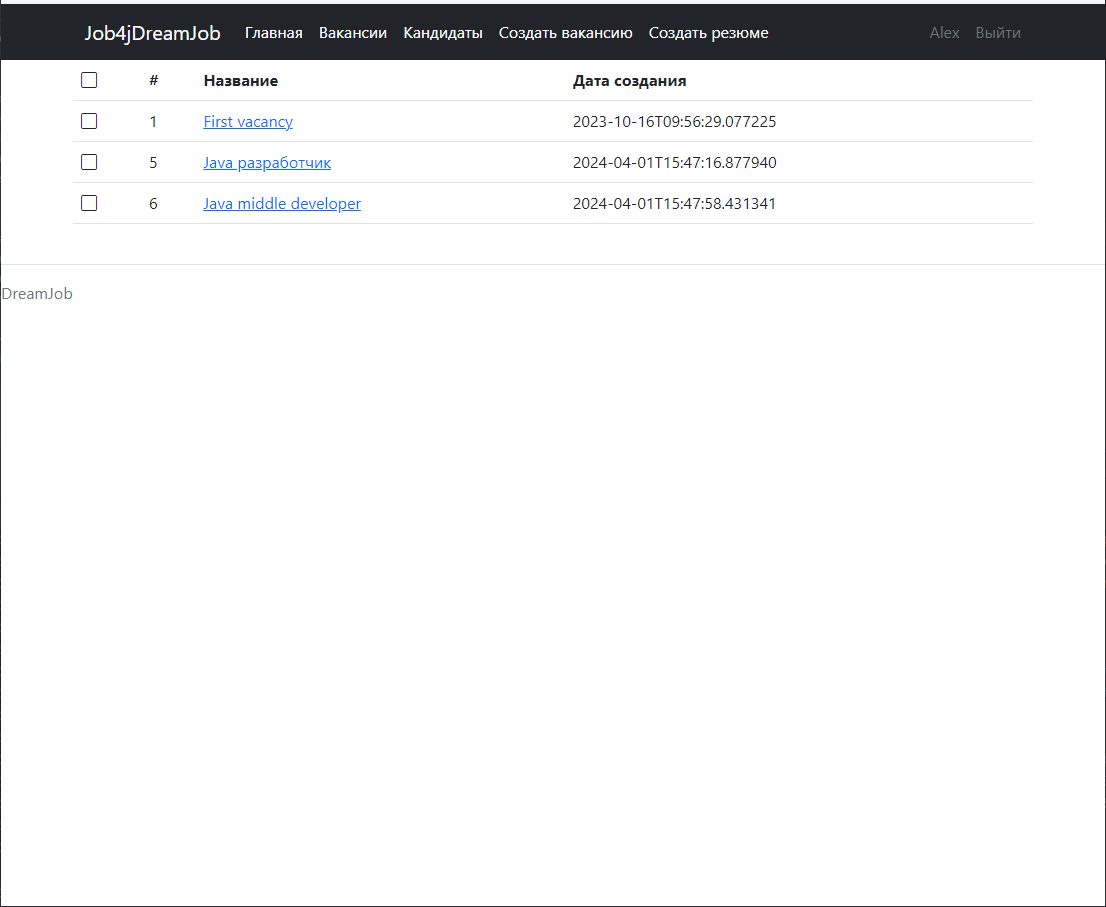 Job4jDreamJob Главная Вакансии Кандидаты Создать вакансию Создать резюме Alex Выйти
# Название Дата создания
1 First vacancy 2023-10-16T09:56:29.077225
5 Java разработчик 2024-04-01T15:47:16.877940
6 Java middle developer 2024-04-01T15:47:58.431341
DreamJob